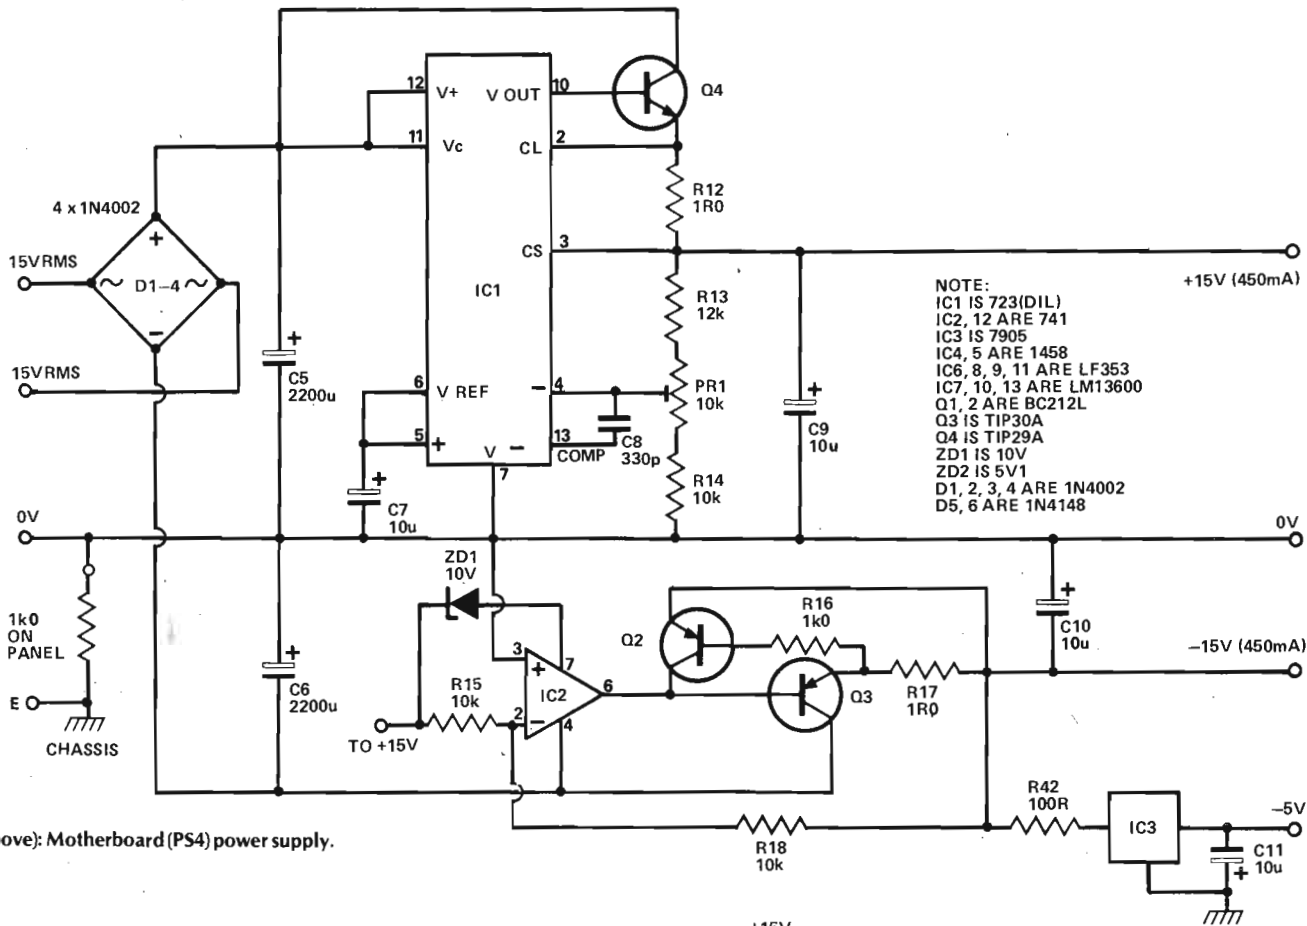 12
V+
V OUT
10
Q4
11
Vc
CL
2
R12
1R0
4 x 1N4002
+
15VRMS
D1–4
−
15VRMS
CS
3
+15V (450mA)
IC1
R13
12k
NOTE:
IC1 IS 723(DIL)
IC2, 12 ARE 741
IC3 IS 7905
IC4, 5 ARE 1458
IC6, 8, 9, 11 ARE LF353
IC7, 10, 13 ARE LM13600
Q1, 2 ARE BC212L
Q3 IS TIP30A
Q4 IS TIP29A
ZD1 IS 10V
ZD2 IS 5V1
D1, 2, 3, 4 ARE 1N4002
D5, 6 ARE 1N4148
+
C5
2200u
6
V REF
−
4
PR1
10k
+
C9
10u
5
+
V −
13
COMP
C8
330p
7
R14
10k
+
C7
10u
0V
0V
ZD1
10V
1k0
ON
PANEL
R16
1k0
+
C10
10u
Q2
−15V (450mA)
+
C6
2200u
3
+
7
IC2
6
Q3
R17
1R0
R15
10k
2
−
4
E
CHASSIS
TO +15V
R42
100R
−5V
IC3
R18
10k
C11
10u
+
ove): Motherboard (PS4) power supply.
+15V